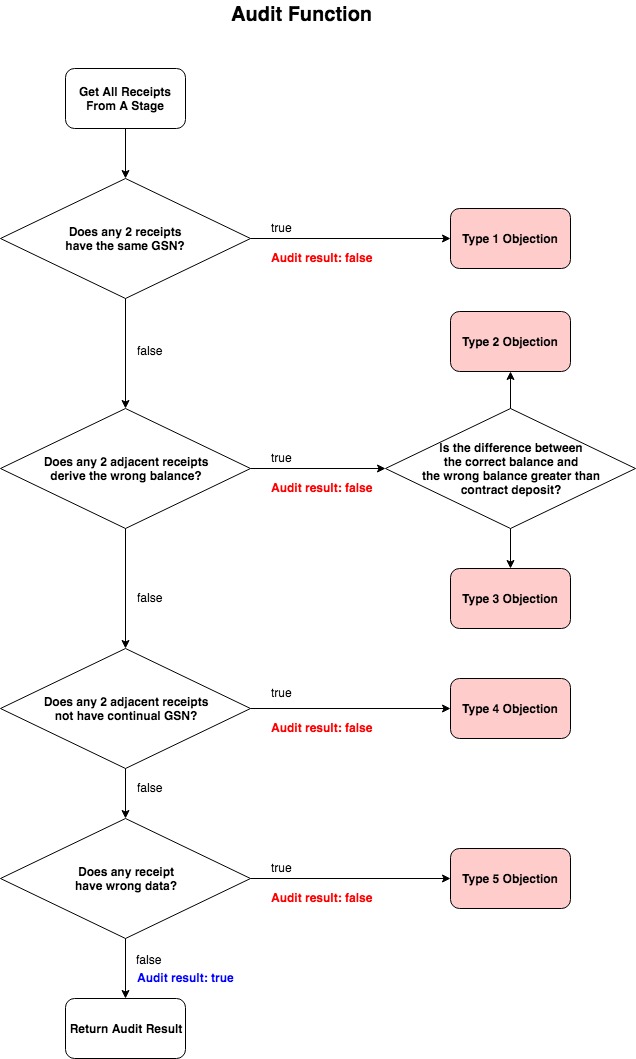 Audit Function
Get All Receipts
From A Stage
Does any 2 receipts
have the same GSN?
true
Audit result: false
Type 1 Objection
false
Type 2 Objection
Does any 2 adjacent receipts
derive the wrong balance?
true
Audit result: false
Is the difference between
the correct balance and
the wrong balance greater than
contract deposit?
false
Type 3 Objection
Does any 2 adjacent receipts
not have continual GSN?
true
Audit result: false
Type 4 Objection
false
Does any receipt
have wrong data?
true
Audit result: false
Type 5 Objection
false
Audit result: true
Return Audit Result